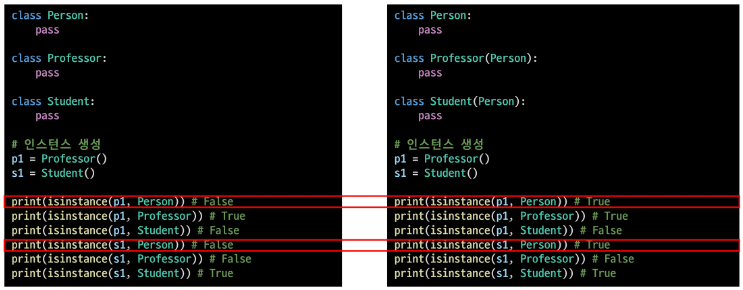 class Person:
    pass
class Professor:
    pass
class Student:
    pass
# 인스턴스 생성
p1 = Professor()
s1 = Student()
print(isinstance(p1, Person)) # False
print(isinstance(p1, Professor)) # True
print(isinstance(p1, Student)) # False
print(isinstance(s1, Person)) # False
print(isinstance(s1, Professor)) # False
print(isinstance(s1, Student)) # True
class Person:
    pass
class Professor(Person):
    pass
class Student(Person):
    pass
# 인스턴스 생성
p1 = Professor()
s1 = Student()
print(isinstance(p1, Person)) # True
print(isinstance(p1, Professor)) # True
print(isinstance(p1, Student)) # False
print(isinstance(s1, Person)) # True
print(isinstance(s1, Professor)) # False
print(isinstance(s1, Student)) # True